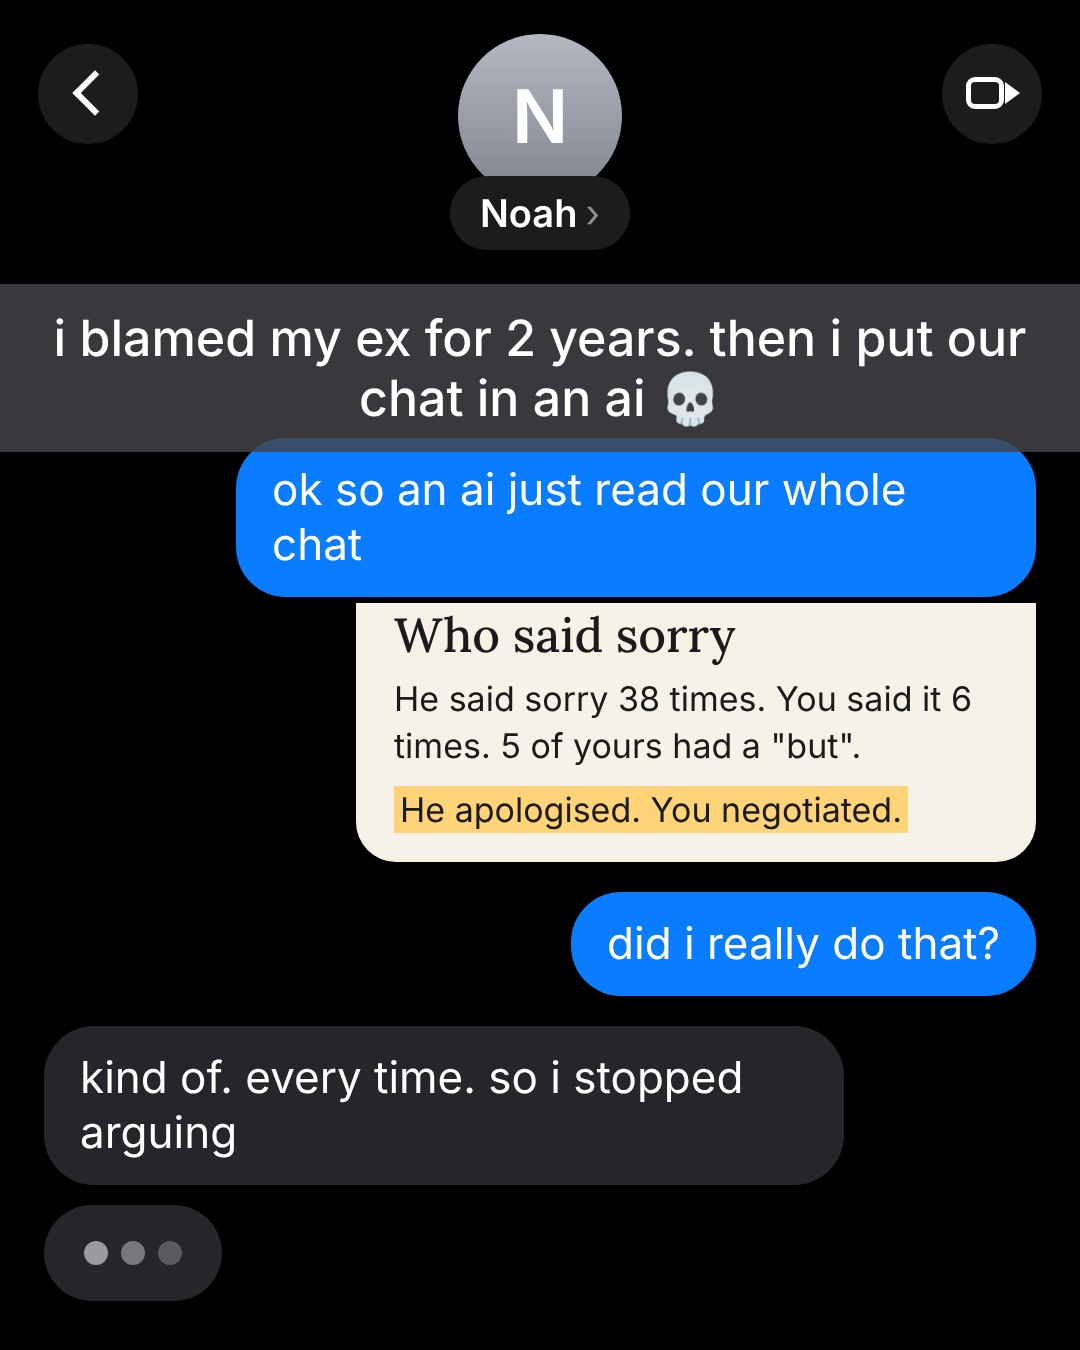 N
Noah ›
i blamed my ex for 2 years. then i put our
chat in an ai 💀
ok so an ai just read our whole
chat
Who said sorry
He said sorry 38 times. You said it 6
times. 5 of yours had a "but".
He apologised. You negotiated.
did i really do that?
kind of. every time. so i stopped
arguing